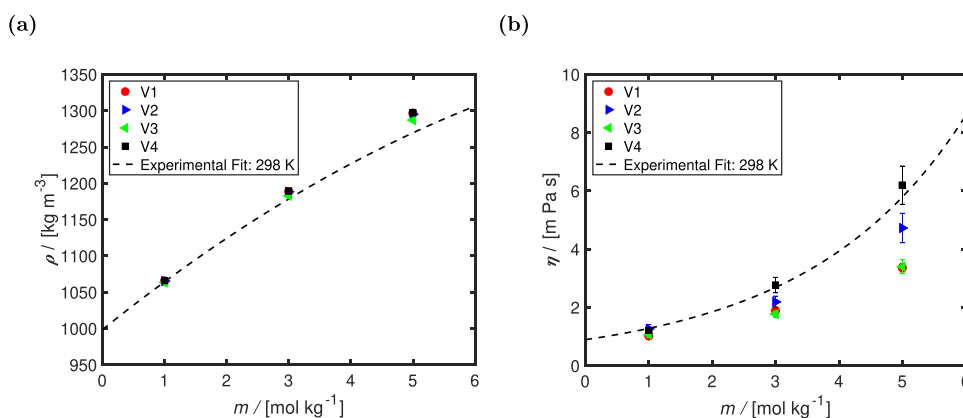 (a)
1350
1300
1250
1200
1150
1100
1050
1000
950
ρ / [kg m⁻³]
V1
V2
V3
V4
Experimental Fit: 298 K
0 1 2 3 4 5 6
m / [mol kg⁻¹]
(b)
10
8
6
4
2
0
η / [m Pa s]
V1
V2
V3
V4
Experimental Fit: 298 K
0 1 2 3 4 5 6
m / [mol kg⁻¹]